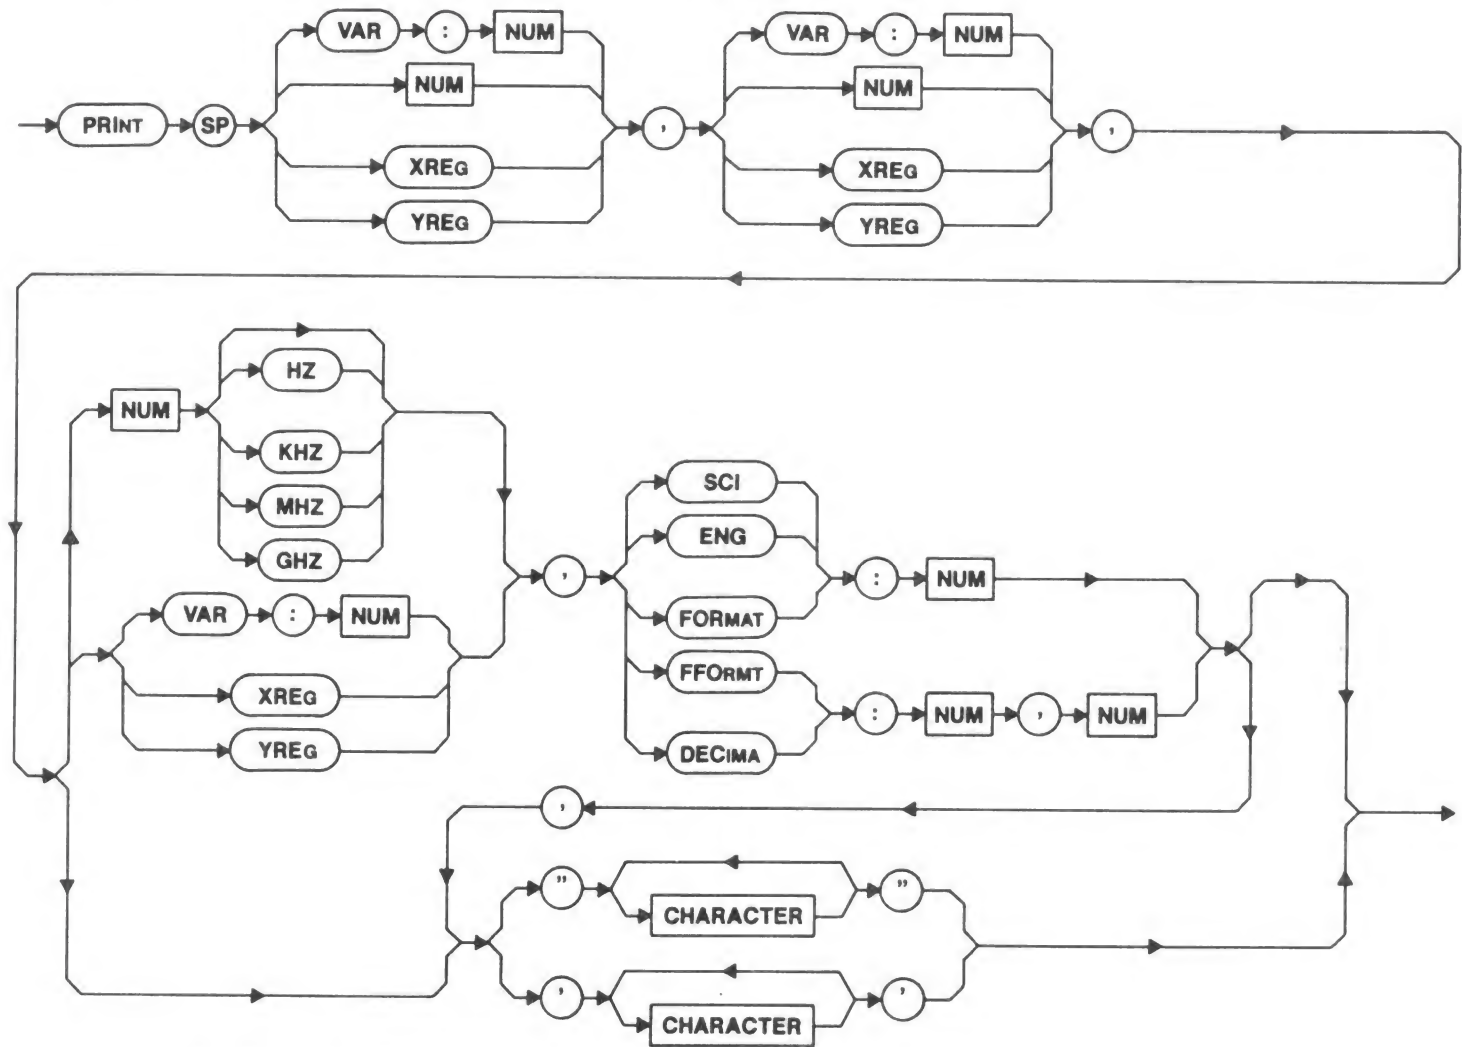 VAR : NUM VAR : NUM
NUM NUM
PRINT SP , ,
XREG XREG
YREG YREG
HZ
NUM
KHZ
SCI
MHZ
ENG
GHZ
, : NUM
VAR : NUM
FORMAT
FFORMT
XREG
: NUM , NUM
YREG
DECIMA
,
" "
CHARACTER
' '
CHARACTER